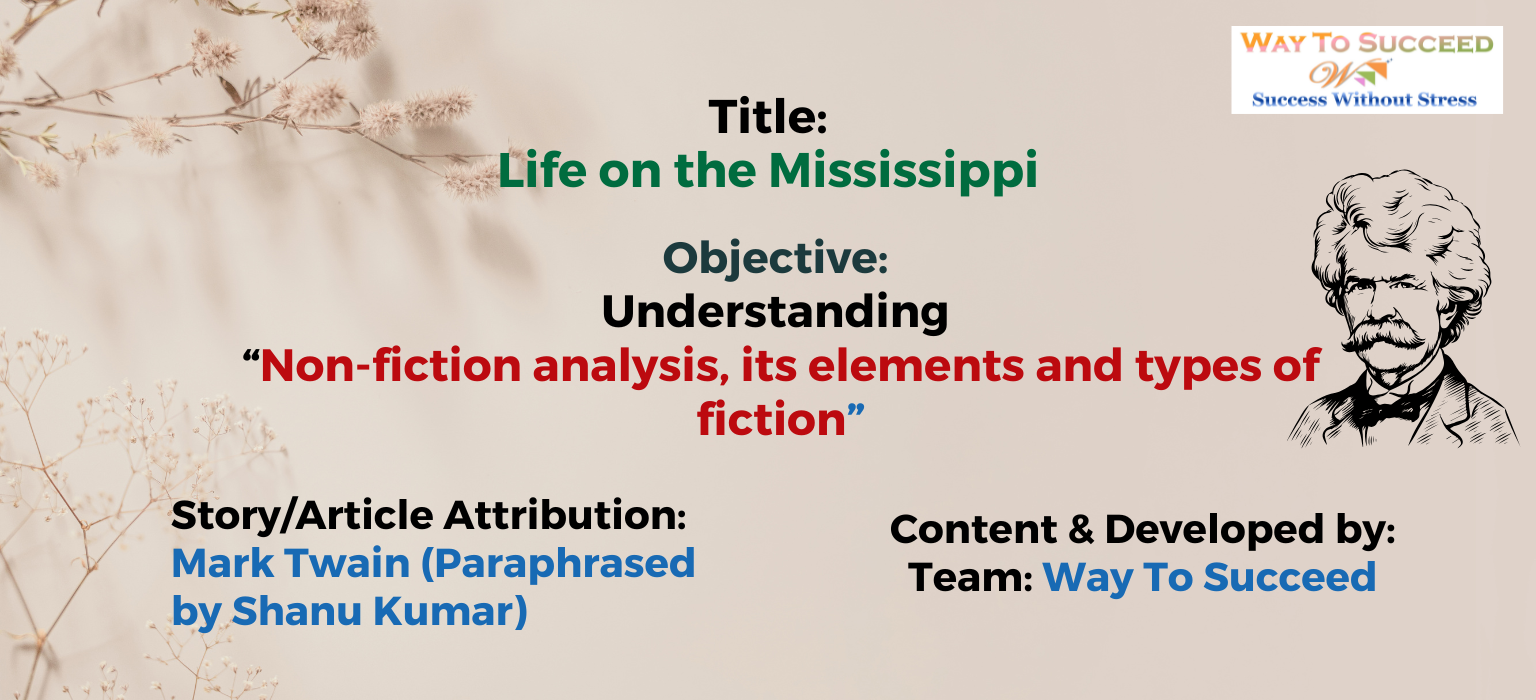 WAY TO SUCCEED
W
Success Without Stress
Title:
Life on the Mississippi
Objective:
Understanding
“Non-fiction analysis, its elements and types of
fiction”
Story/Article Attribution:
Mark Twain (Paraphrased
by Shanu Kumar)
Content & Developed by:
Team: Way To Succeed